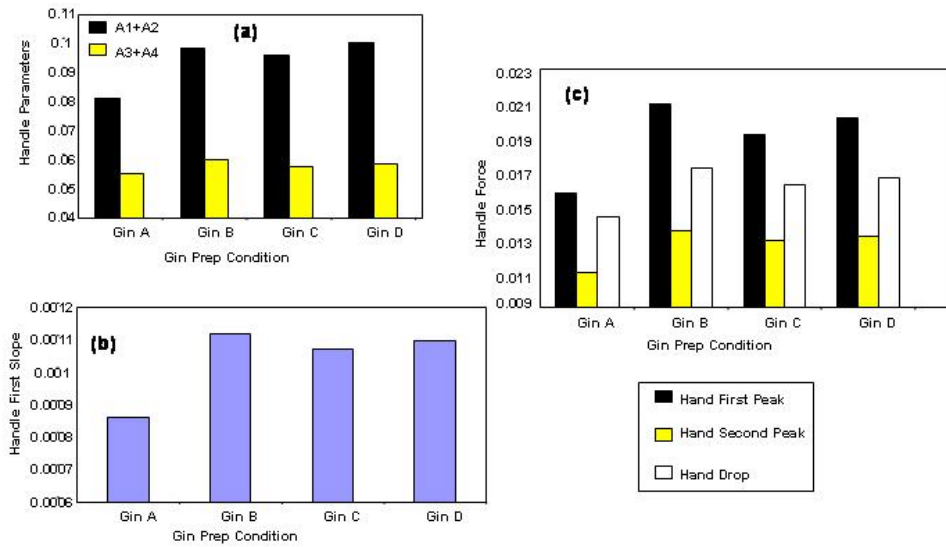 (a)
A1+A2
A3+A4
Handle Parameters
0.11
0.1
0.09
0.08
0.07
0.06
0.05
0.04
Gin A Gin B Gin C Gin D
Gin Prep Condition
(b)
Handle First Slope
0.0012
0.0011
0.001
0.0009
0.0008
0.0007
0.0006
Gin A Gin B Gin C Gin D
Gin Prep Condition
(c)
Handle Force
0.023
0.021
0.019
0.017
0.015
0.013
0.011
0.009
Gin A Gin B Gin C Gin D
Gin Prep Condition
Hand First Peak
Hand Second Peak
Hand Drop